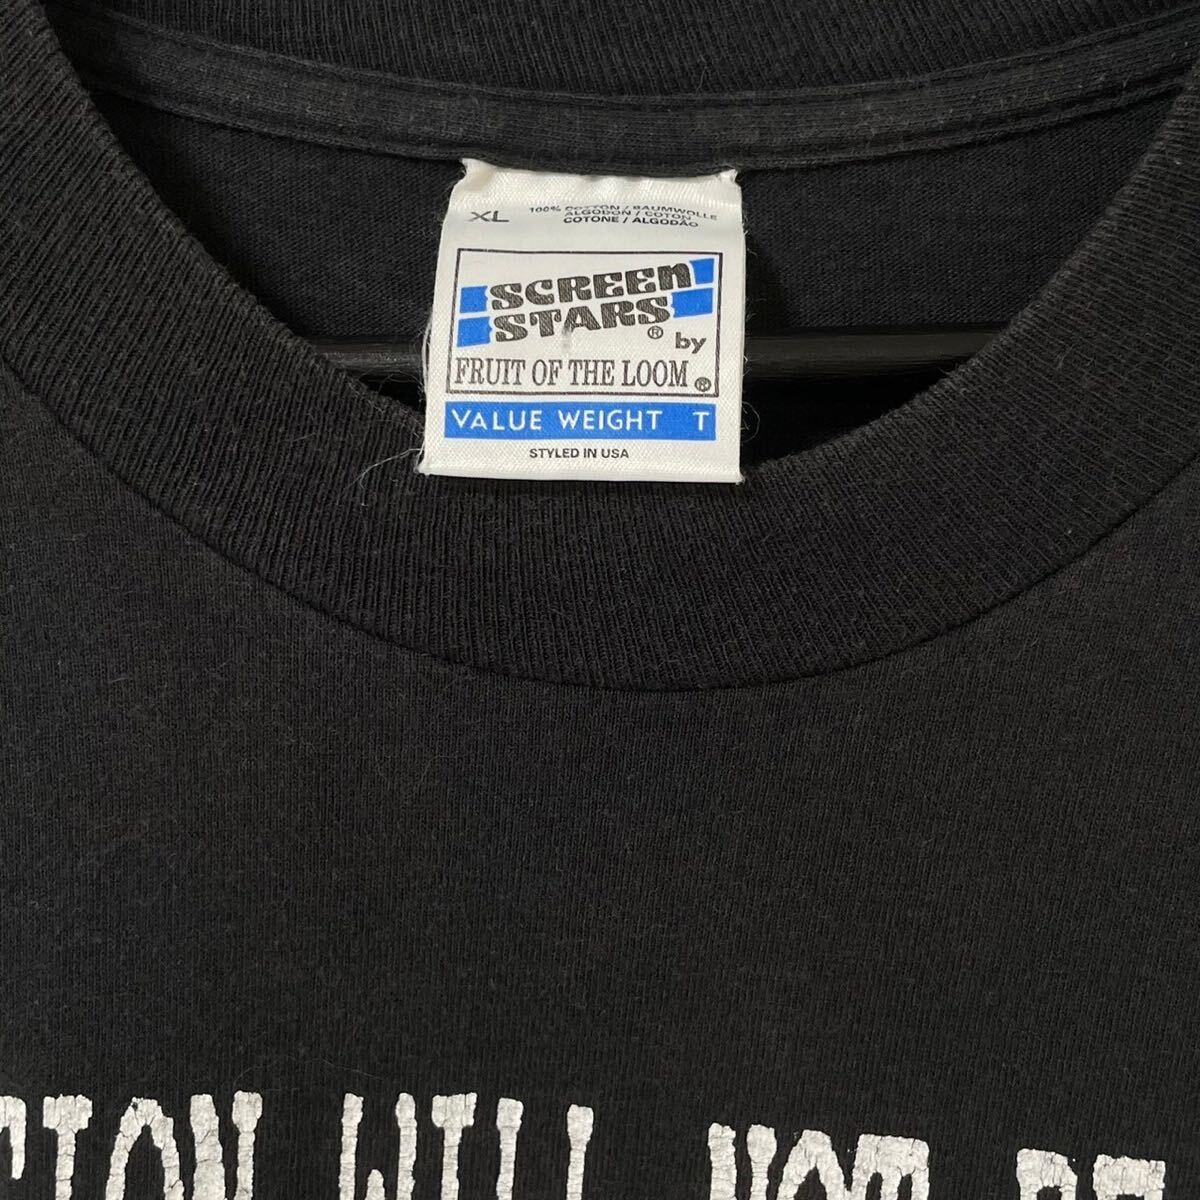 XL
100% COTTON / BAUMWOLLE
ALGODON / COTON
COTONE / ALGODÃO
SCREEN
STARS® by
FRUIT OF THE LOOM®
VALUE WEIGHT T
STYLED IN USA
WILL NOT